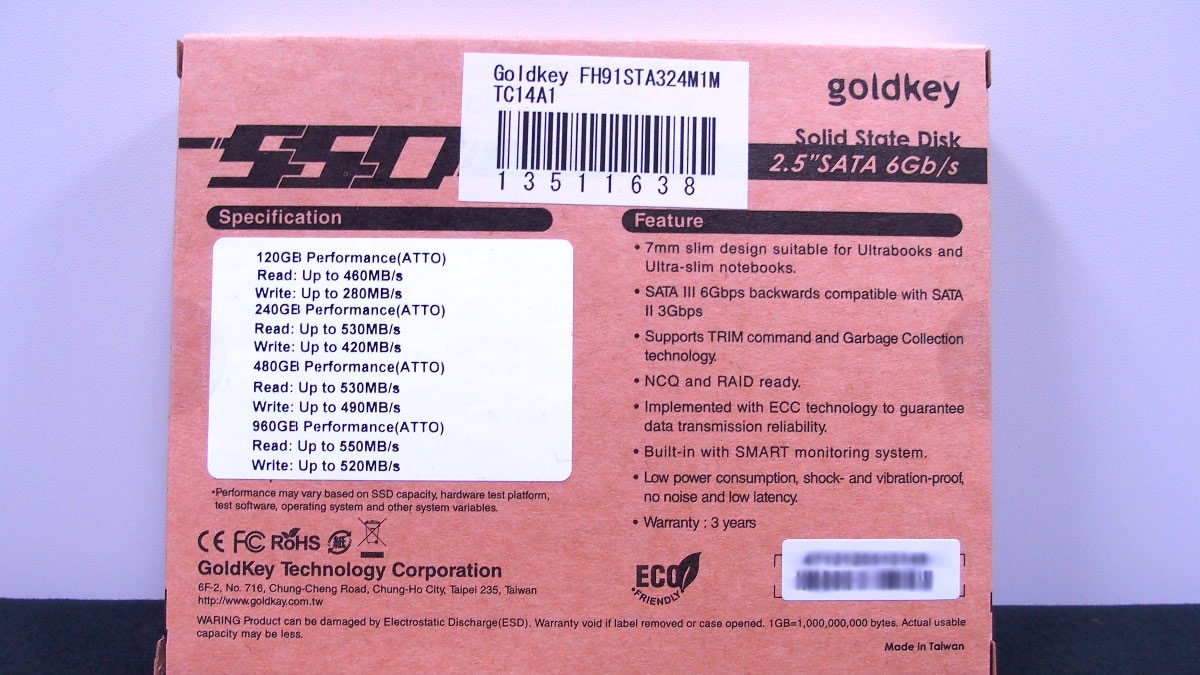 Goldkey FH91STA324M1M
TC14A1
13511638
goldkey
SSD
Solid State Disk
2.5"SATA 6Gb/s
Specification
120GB Performance(ATTO)
Read: Up to 460MB/s
Write: Up to 280MB/s
240GB Performance(ATTO)
Read: Up to 530MB/s
Write: Up to 420MB/s
480GB Performance(ATTO)
Read: Up to 530MB/s
Write: Up to 490MB/s
960GB Performance(ATTO)
Read: Up to 550MB/s
Write: Up to 520MB/s
*Performance may vary based on SSD capacity, hardware test platform,
test software, operating system and other system variables.
Feature
• 7mm slim design suitable for Ultrabooks and
Ultra-slim notebooks.
• SATA III 6Gbps backwards compatible with SATA
II 3Gbps
• Supports TRIM command and Garbage Collection
technology.
• NCQ and RAID ready.
• Implemented with ECC technology to guarantee
data transmission reliability.
• Built-in with SMART monitoring system.
• Low power consumption, shock- and vibration-proof,
no noise and low latency.
• Warranty : 3 years
CE FC RoHS 紙
GoldKey Technology Corporation
6F-2, No. 716, Chung-Cheng Road, Chung-Ho City, Taipei 235, Taiwan
http://www.goldkay.com.tw
ECO
FRIENDLY
WARING Product can be damaged by Electrostatic Discharge(ESD). Warranty void if label removed or case opened. 1GB=1,000,000,000 bytes. Actual usable
capacity may be less.
Made in Taiwan